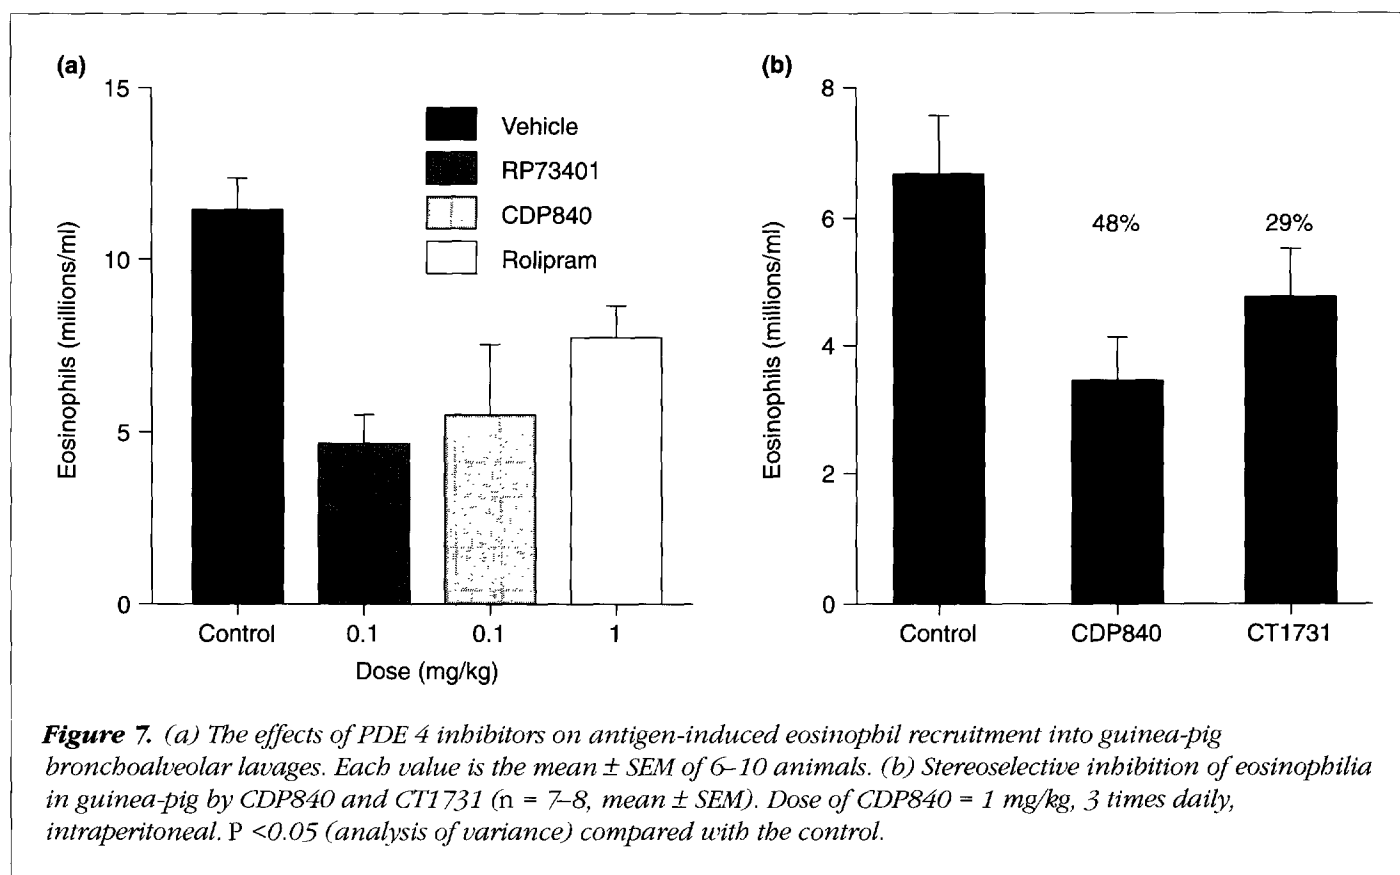 (a)
15
10
5
0
Eosinophils (millions/ml)
Vehicle
RP73401
CDP840
Rolipram
Control 0.1 0.1 1
Dose (mg/kg)
(b)
8
6
4
2
0
Eosinophils (millions/ml)
48% 29%
Control CDP840 CT1731
Figure 7. (a) The effects of PDE 4 inhibitors on antigen-induced eosinophil recruitment into guinea-pig
bronchoalveolar lavages. Each value is the mean ± SEM of 6–10 animals. (b) Stereoselective inhibition of eosinophilia
in guinea-pig by CDP840 and CT1731 (n = 7–8, mean ± SEM). Dose of CDP840 = 1 mg/kg, 3 times daily,
intraperitoneal. P <0.05 (analysis of variance) compared with the control.